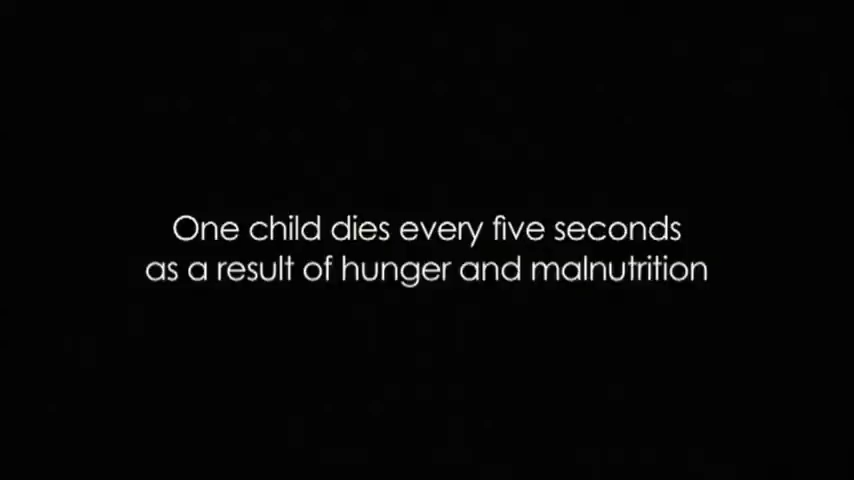 One child dies every five seconds
as a result of hunger and malnutrition